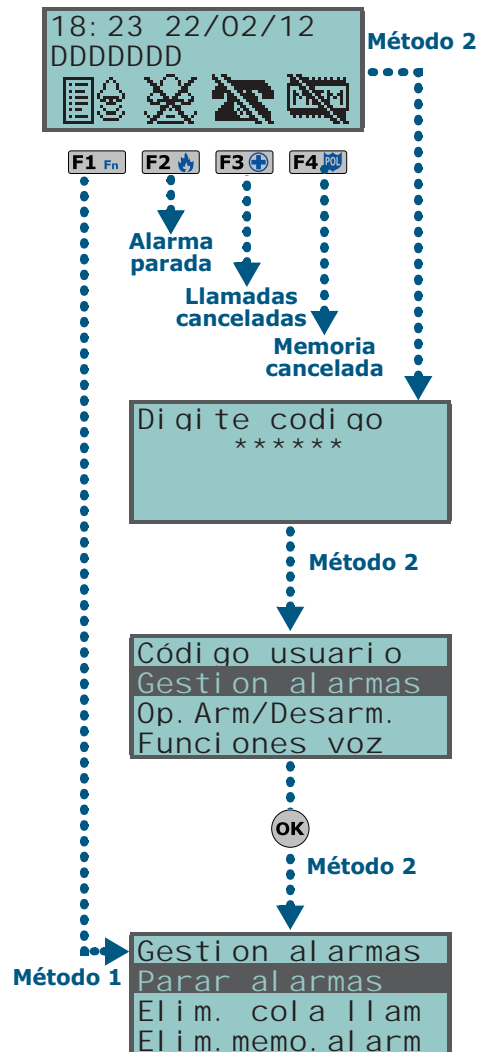 18:23 22/02/12
DDDDDDD
Método 2
MEM
F1 Fn F2 F3 F4 POL
Alarma
parada
Llamadas
canceladas
Memoria
cancelada
Digite codigo
******
Método 2
Código usuario
Gestion alarmas
Op.Arm/Desarm.
Funciones voz
OK
Método 2
Método 1
Gestion alarmas
Parar alarmas
Elim. cola llam
Elim.memo.alarm